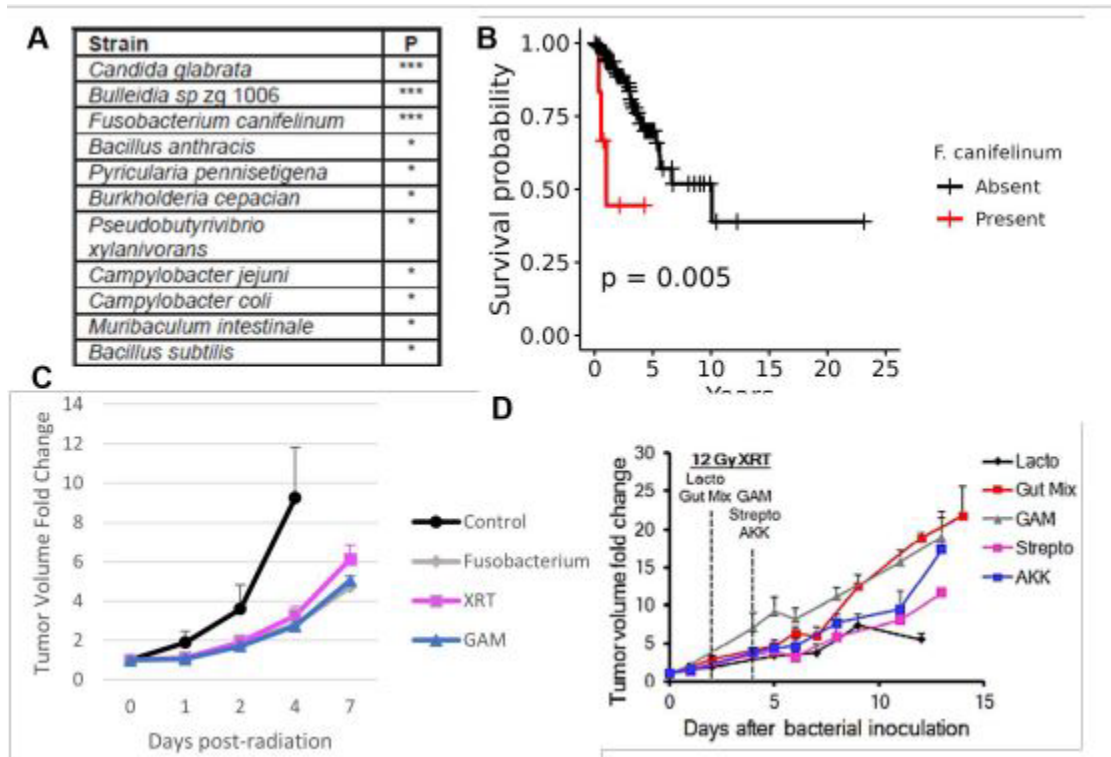 A
Strain P
Candida glabrata ***
Bulleidia sp zq 1006 ***
Fusobacterium canifelinum ***
Bacillus anthracis *
Pyricularia pennisetigena *
Burkholderia cepacian *
Pseudobutyrivibrio *
xylanivorans
Campylobacter jejuni *
Campylobacter coli *
Muribaculum intestinale *
Bacillus subtilis *
B
Survival probability
1.00
0.75
0.50
0.25
0.00
p = 0.005
0 5 10 15 20 25
Years
F. canifelinum
Absent
Present
C
Tumor Volume Fold Change
14
12
10
8
6
4
2
0
0 1 2 4 7
Days post-radiation
Control
Fusobacterium
XRT
GAM
D
Tumor volume fold change
30
25
20
15
10
5
0
12 Gy XRT
Lacto
Gut Mix
GAM
Strepto
AKK
0 5 10 15
Days after bacterial inoculation
Lacto
Gut Mix
GAM
Strepto
AKK